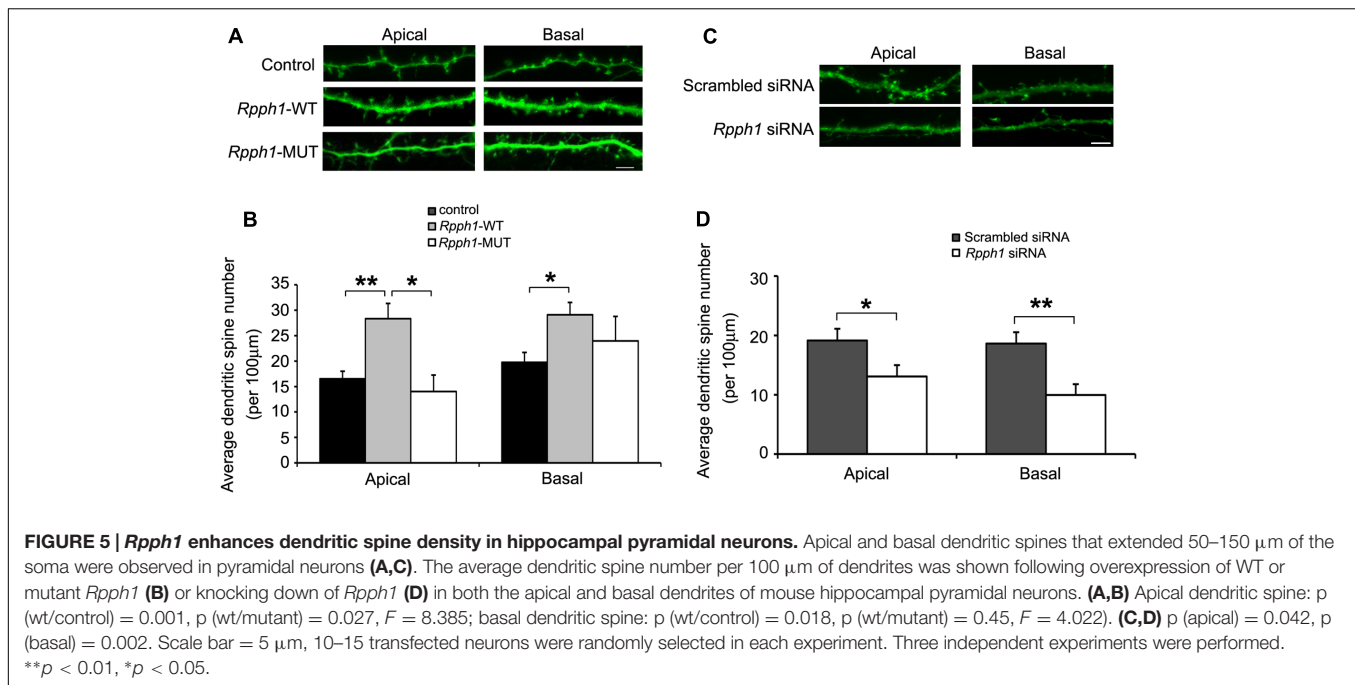 A
Apical
Basal
Control
Rpph1-WT
Rpph1-MUT
C
Apical
Basal
Scrambled siRNA
Rpph1 siRNA
B
control
Rpph1-WT
Rpph1-MUT
Average dendritic spine number
(per 100μm)
35
30
25
20
15
10
5
0
**
*
*
Apical
Basal
D
Scrambled siRNA
Rpph1 siRNA
Average dendritic spine number
(per 100μm)
30
20
10
0
*
**
Apical
Basal
FIGURE 5 | Rpph1 enhances dendritic spine density in hippocampal pyramidal neurons. Apical and basal dendritic spines that extended 50–150 μm of the
soma were observed in pyramidal neurons (A,C). The average dendritic spine number per 100 μm of dendrites was shown following overexpression of WT or
mutant Rpph1 (B) or knocking down of Rpph1 (D) in both the apical and basal dendrites of mouse hippocampal pyramidal neurons. (A,B) Apical dendritic spine: p
(wt/control) = 0.001, p (wt/mutant) = 0.027, F = 8.385; basal dendritic spine: p (wt/control) = 0.018, p (wt/mutant) = 0.45, F = 4.022). (C,D) p (apical) = 0.042, p
(basal) = 0.002. Scale bar = 5 μm, 10–15 transfected neurons were randomly selected in each experiment. Three independent experiments were performed.
**p < 0.01, *p < 0.05.